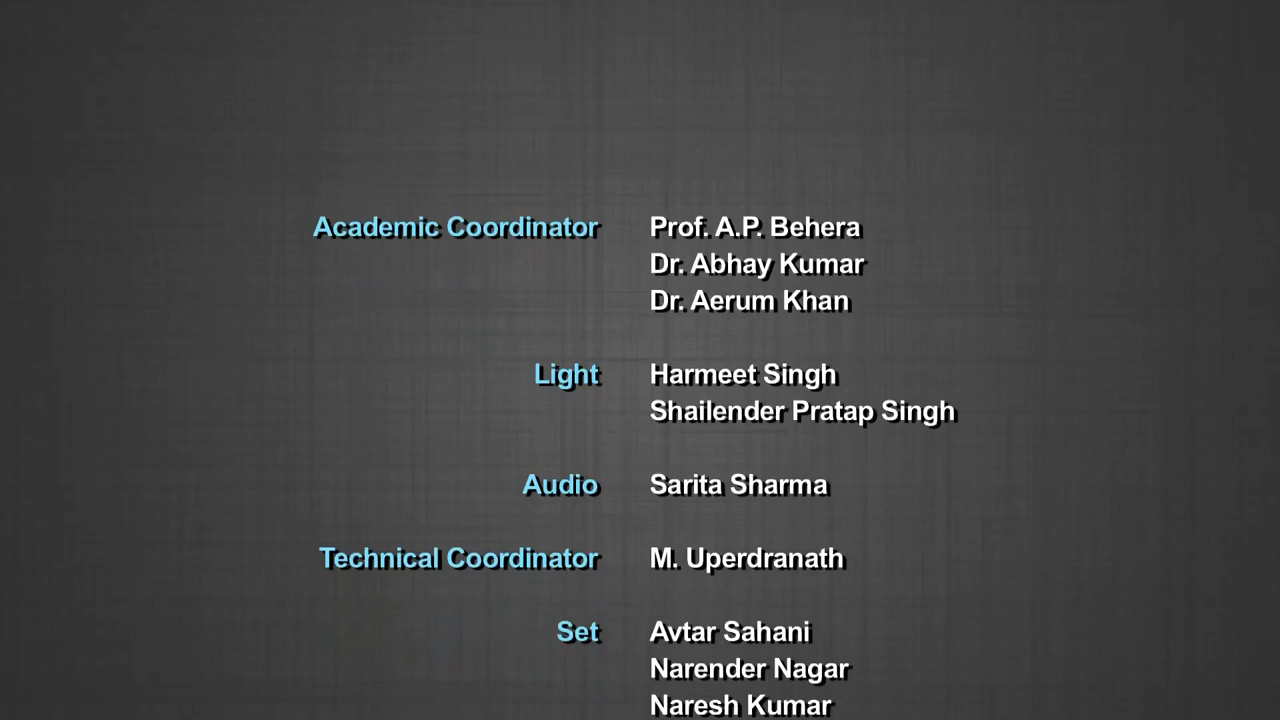 Academic Coordinator Prof. A.P. Behera
Dr. Abhay Kumar
Dr. Aerum Khan
Light Harmeet Singh
Shailender Pratap Singh
Audio Sarita Sharma
Technical Coordinator M. Uperdranath
Set Avtar Sahani
Narender Nagar
Naresh Kumar